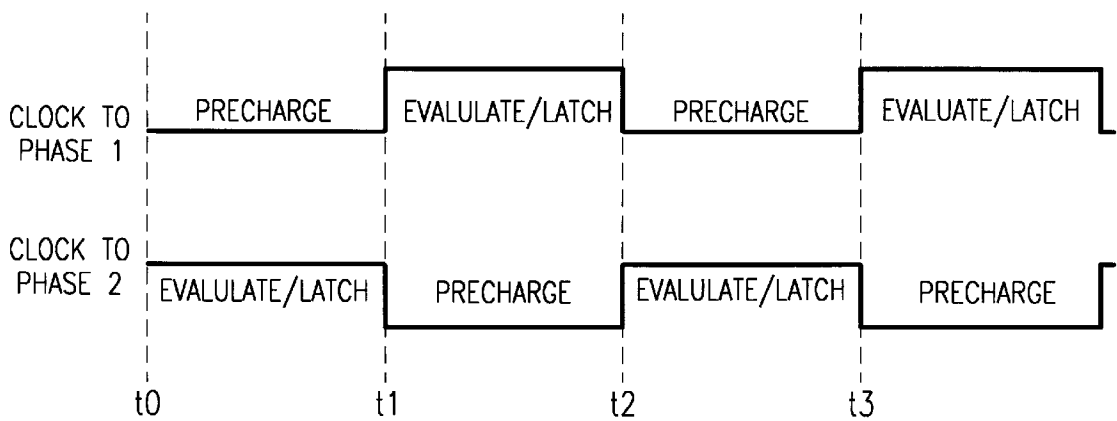 CLOCK TO
PHASE 1
PRECHARGE
EVALULATE/LATCH
PRECHARGE
EVALUATE/LATCH
CLOCK TO
PHASE 2
EVALULATE/LATCH
PRECHARGE
EVALULATE/LATCH
PRECHARGE
t0
t1
t2
t3